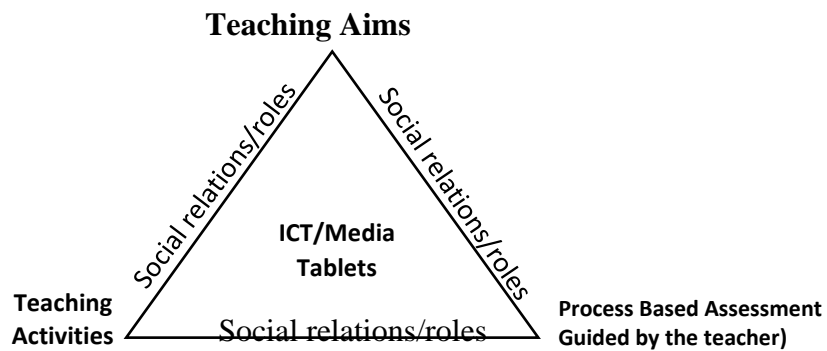 Teaching Aims
Social relations/roles
Social relations/roles
ICT/Media
Tablets
Teaching
Activities
Social relations/roles
Process Based Assessment
Guided by the teacher)